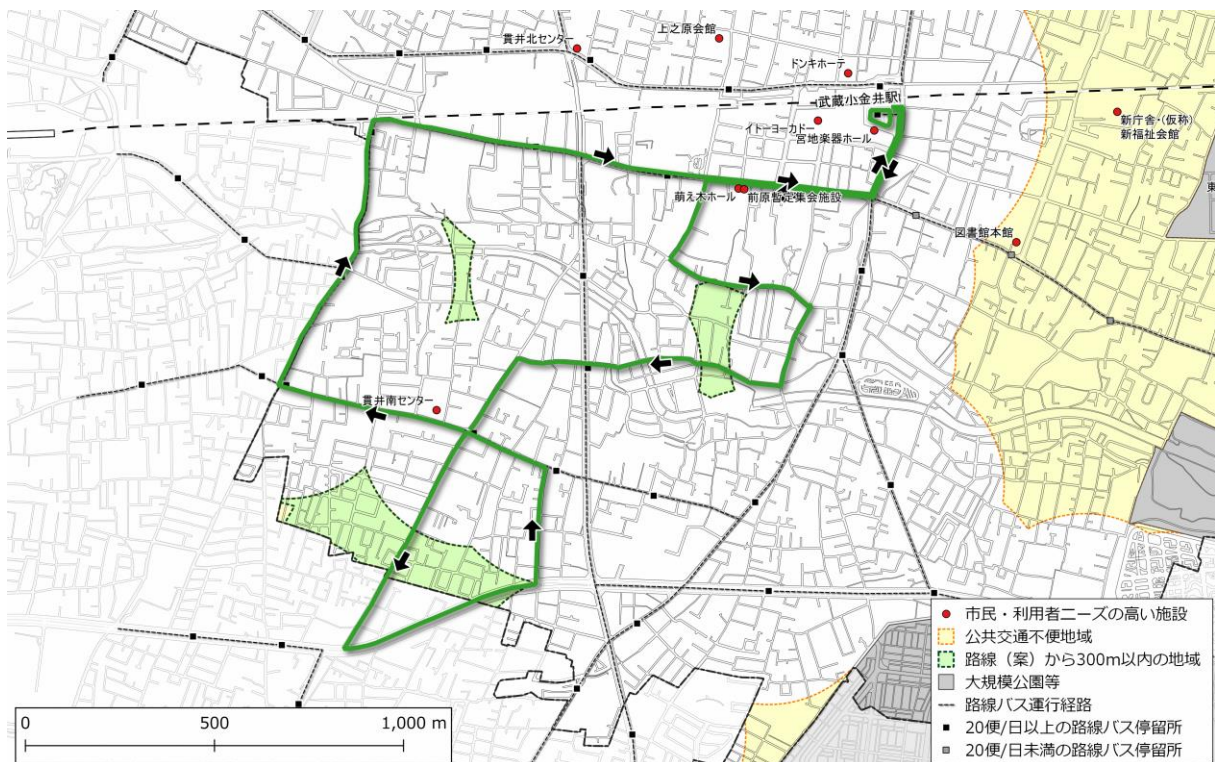 上之原会館
貫井北センター
ドンキホーテ
武蔵小金井駅
イトーヨーカドー
宮地楽器ホール
新庁舎・(仮称)
新福祉会館
東
萌え木ホール
前原暫定集会施設
図書館本館
貫井南センター
市民・利用者ニーズの高い施設
公共交通不便地域
路線（案）から300m以内の地域
大規模公園等
路線バス運行経路
20便/日以上の路線バス停留所
20便/日未満の路線バス停留所
0 500 1,000 m